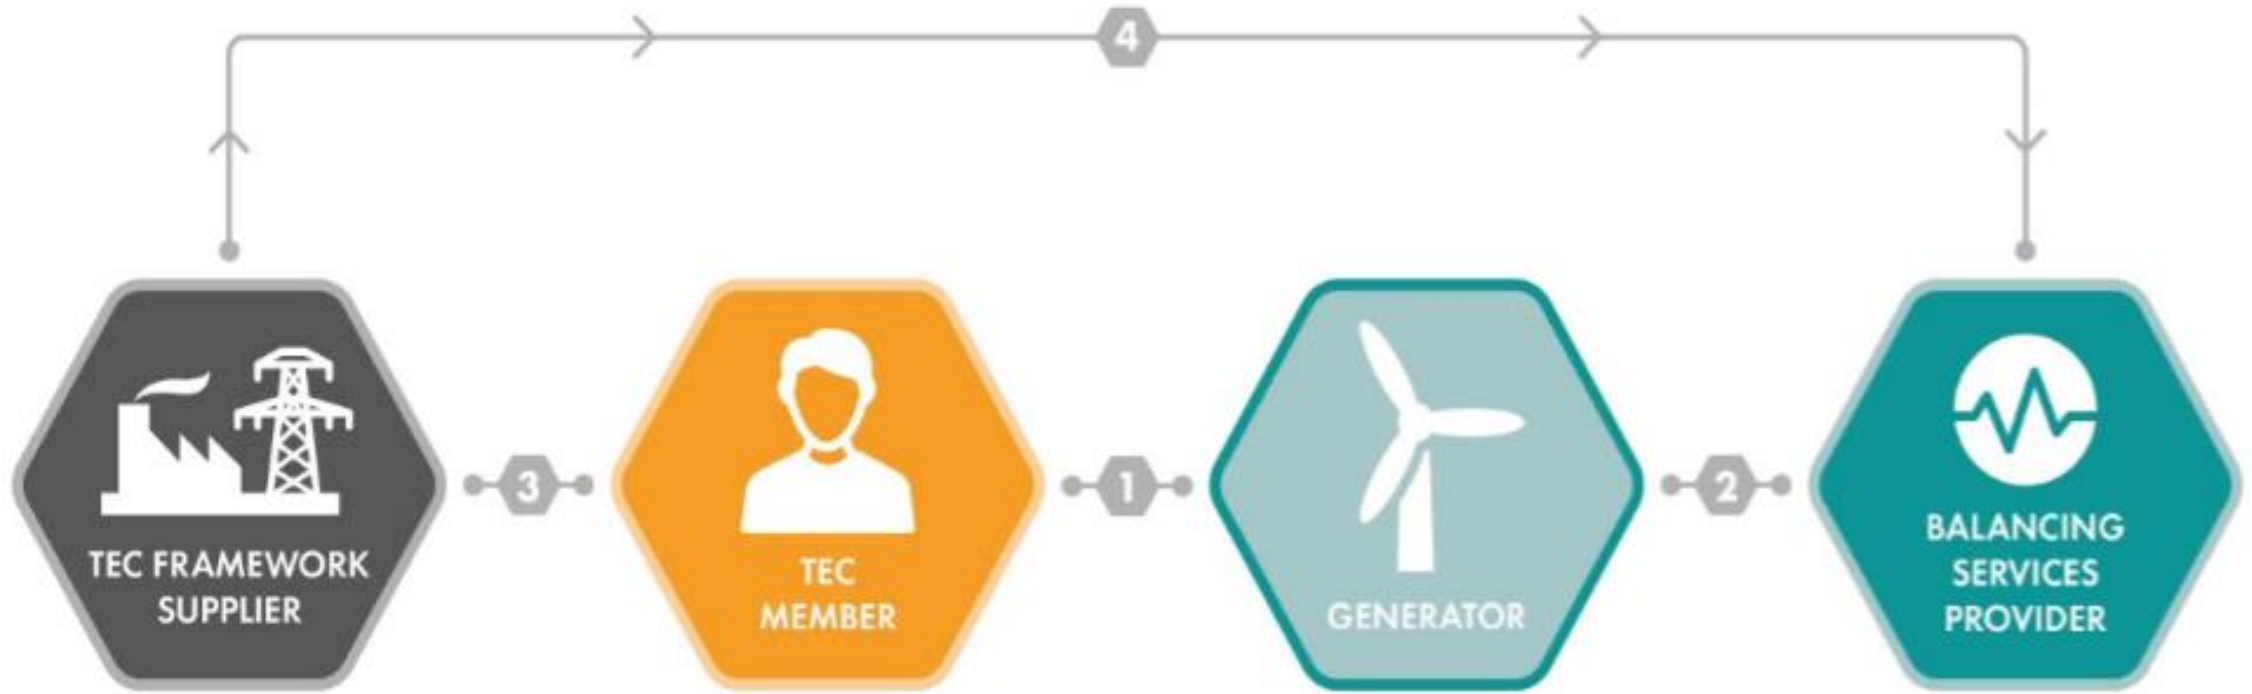 4
3
1
2
TEC FRAMEWORK
SUPPLIER
TEC
MEMBER
GENERATOR
BALANCING
SERVICES
PROVIDER